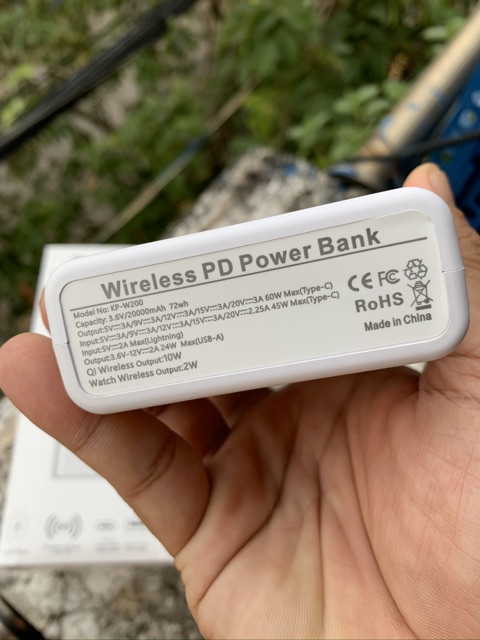 Wireless PD Power Bank
Model No: KP-W200
Capacity: 3.6V/20000mAh 72wh
Output:5V⎓3A/9V⎓3A/12V⎓3A/15V⎓3A/20V⎓3A 60W Max(Type-C)
Input:5V⎓3A/9V⎓3A/12V⎓3A/15V⎓3A/20V⎓2.25A 45W Max(Type-C)
Input:5V⎓2A Max(Lightning)
Output:3.6V-12V⎓2A 24W Max(USB-A)
QI Wireless Output:10W
Watch Wireless Output:2W
CE FC
RoHS
Made in China